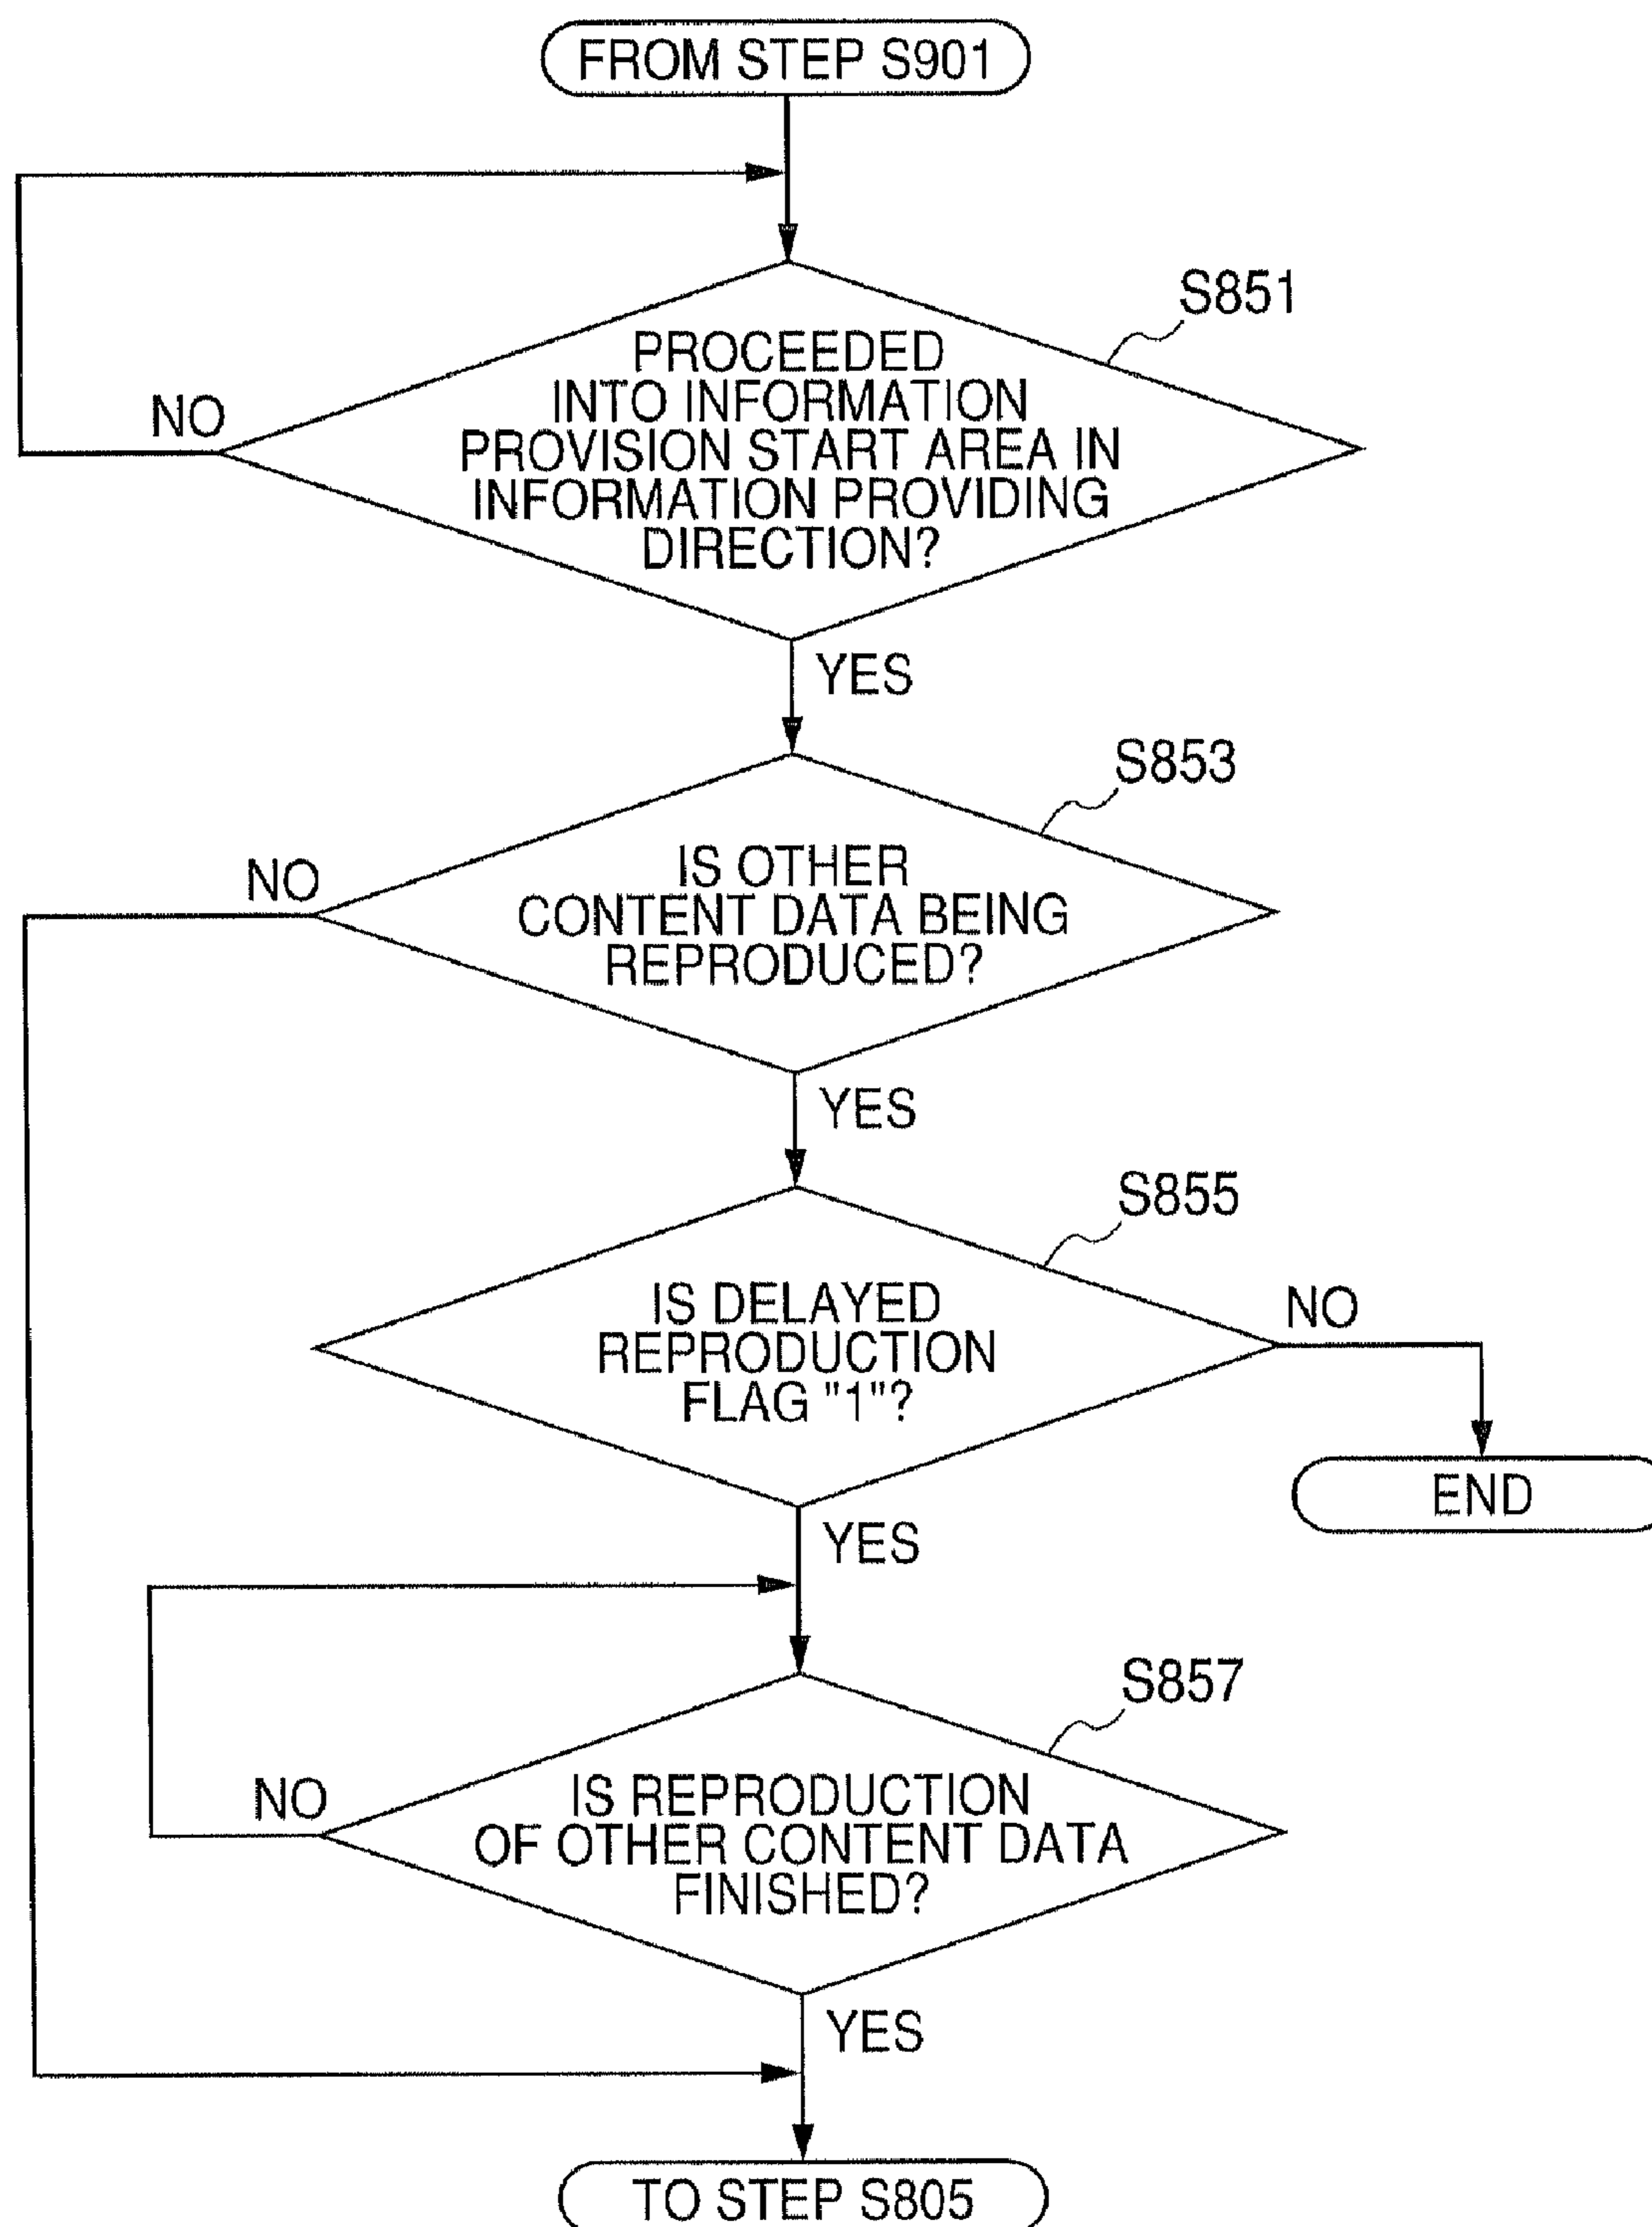 FROM STEP S901
S851
PROCEEDED
INTO INFORMATION
PROVISION START AREA IN
INFORMATION PROVIDING
DIRECTION?
NO
YES
S853
IS OTHER
CONTENT DATA BEING
REPRODUCED?
NO
YES
S855
IS DELAYED
REPRODUCTION
FLAG "1"?
NO
END
YES
S857
IS REPRODUCTION
OF OTHER CONTENT DATA
FINISHED?
NO
YES
TO STEP S805